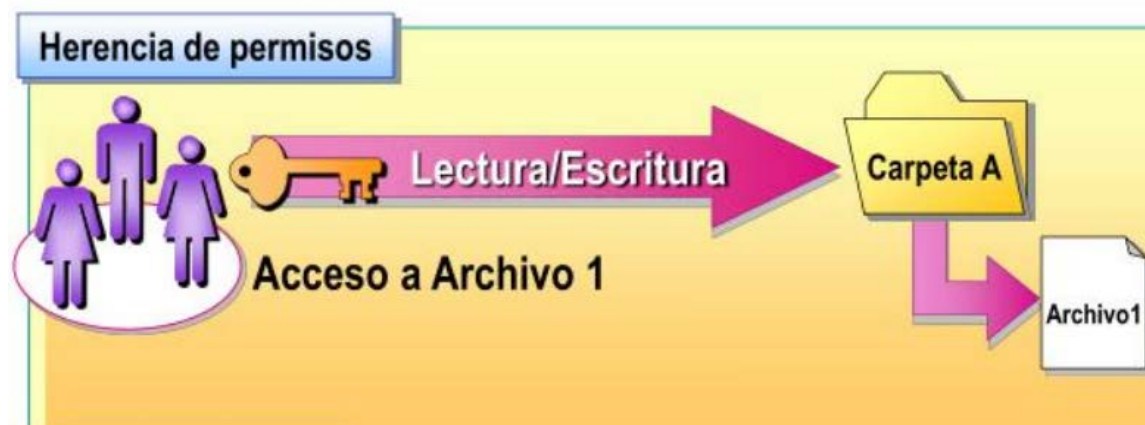 Herencia de permisos
Lectura/Escritura
Carpeta A
Acceso a Archivo 1
Archivo1